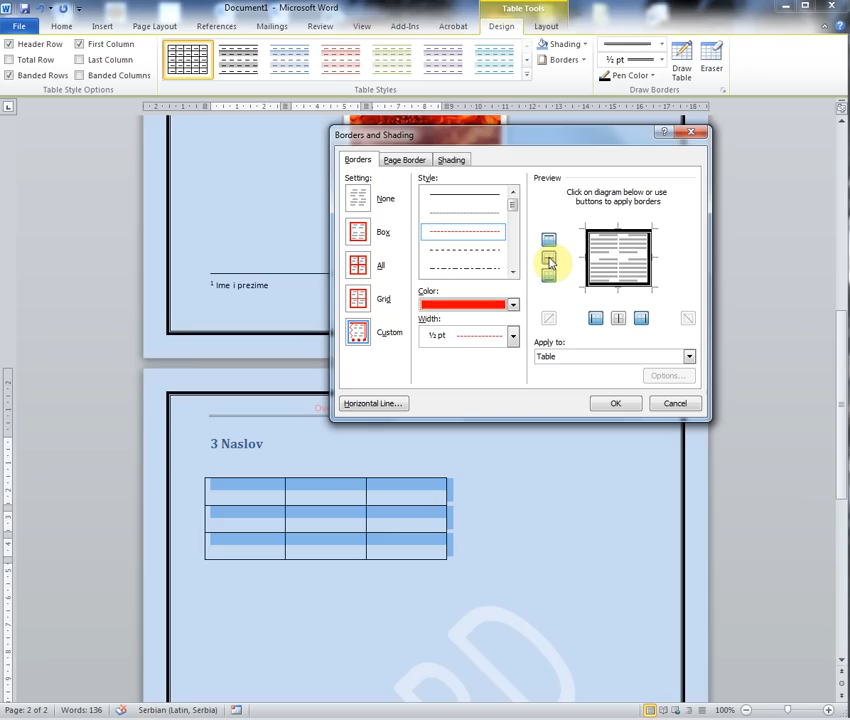 Document1 - Microsoft Word
Table Tools
File
Home
Insert
Page Layout
References
Mailings
Review
View
Add-Ins
Acrobat
Design
Layout
Header Row
First Column
Total Row
Last Column
Banded Rows
Banded Columns
Table Style Options
Table Styles
Shading
Borders
½ pt
Pen Color
Draw Table
Eraser
Draw Borders
Borders and Shading
Borders
Page Border
Shading
Setting:
None
Box
All
Grid
Custom
Style:
Color:
Width:
½ pt
Preview
Click on diagram below or use
buttons to apply borders
Apply to:
Table
Options...
Horizontal Line...
OK
Cancel
1 Ime i prezime
3 Naslov
RD
Page: 2 of 2
Words: 136
Serbian (Latin, Serbia)
100%